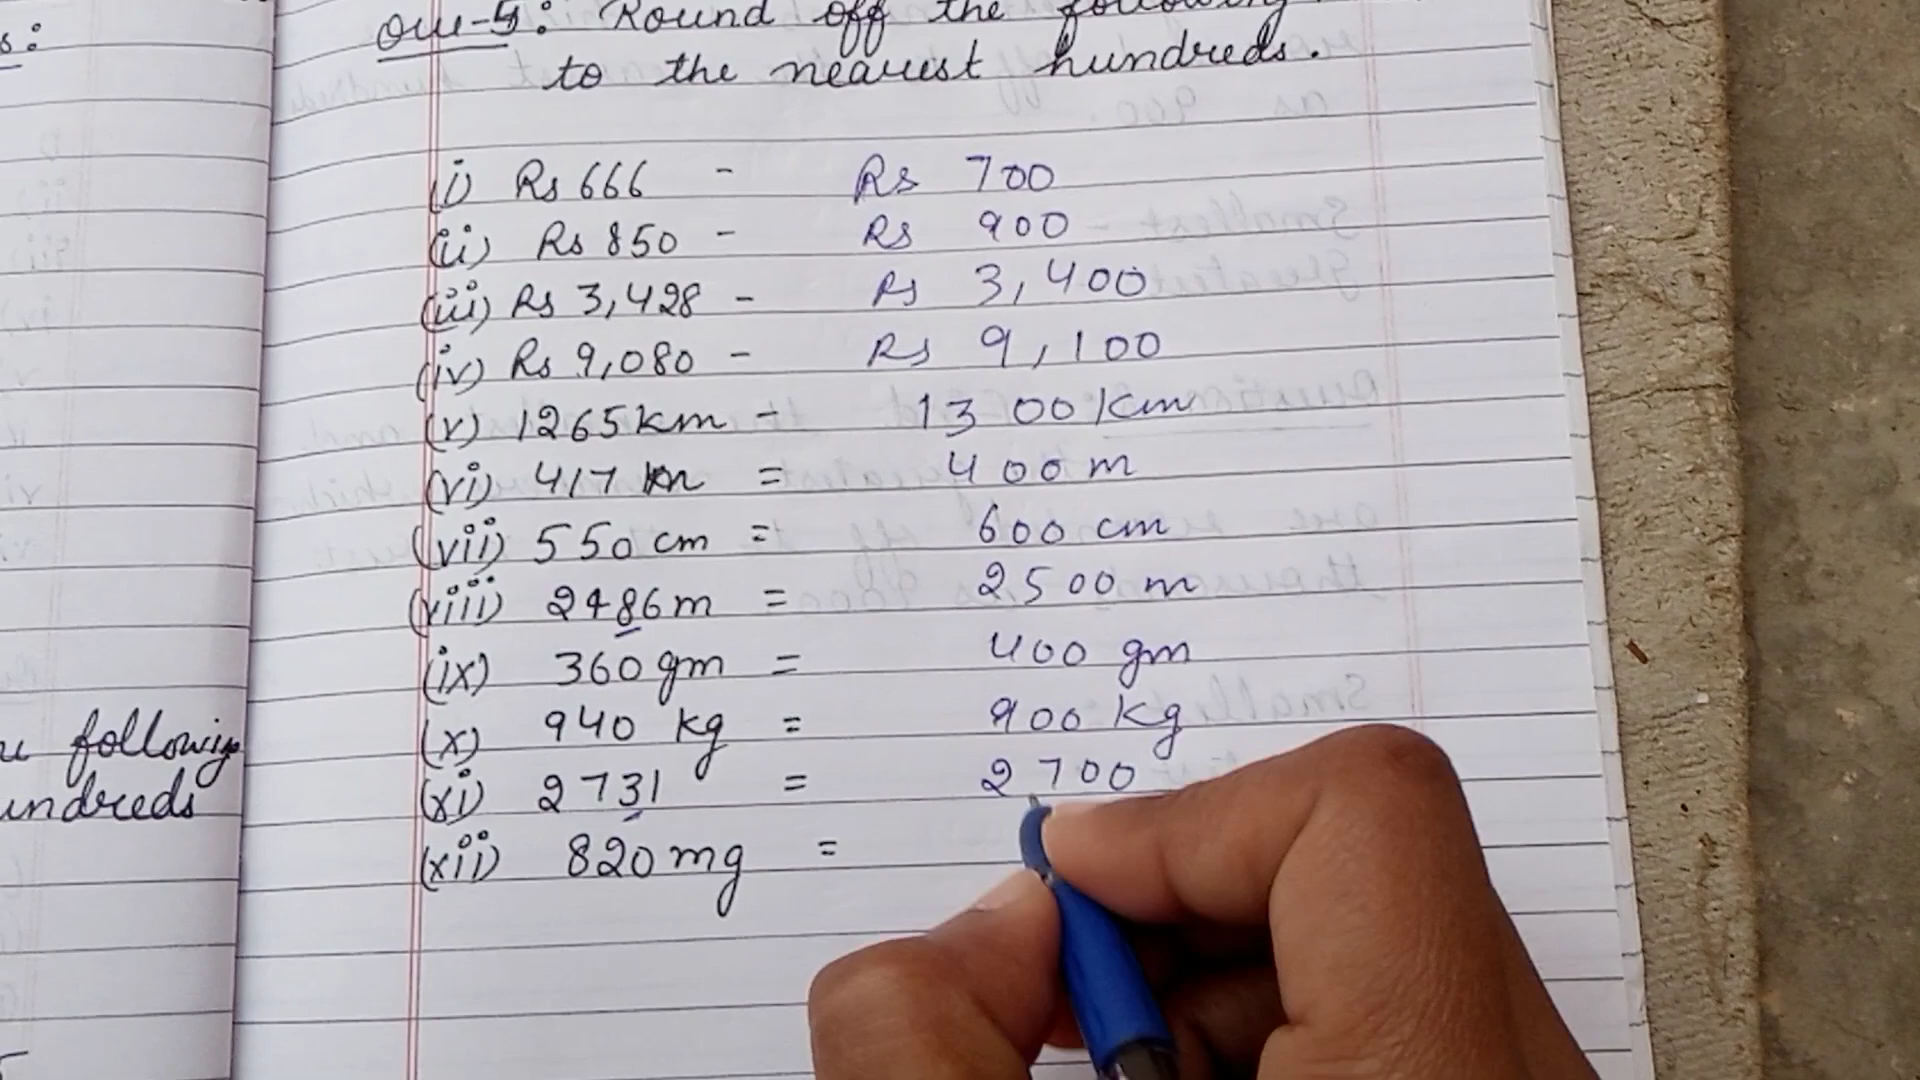 s:
u following
undreds
Que-5: Round off the following
to the nearest hundreds.
(i) Rs 666 - Rs 700
(ii) Rs 850 - Rs 900
(iii) Rs 3,428 - Rs 3,400
(iv) Rs 9,080 - Rs 9,100
(v) 1265 km - 1300 km
(vi) 417 m = 400 m
(vii) 550 cm = 600 cm
(viii) 2486 m = 2500 m
(ix) 360 gm = 400 gm
(x) 940 kg = 900 kg
(xi) 2731 = 2700
(xii) 820 mg =